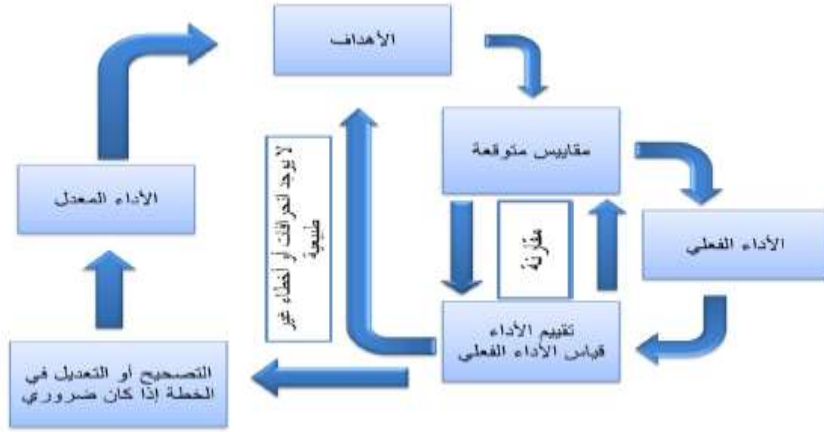 الأهداف
مقاييس متوقعة
الأداء الفعلي
مقارنة
تقييم الأداء
قياس الأداء الفعلي
لا يوجد انحرافات أو أخطاء غير
طبيعية
التصحيح أو التعديل في
الخطة إذا كان ضروري
الأداء المعدل